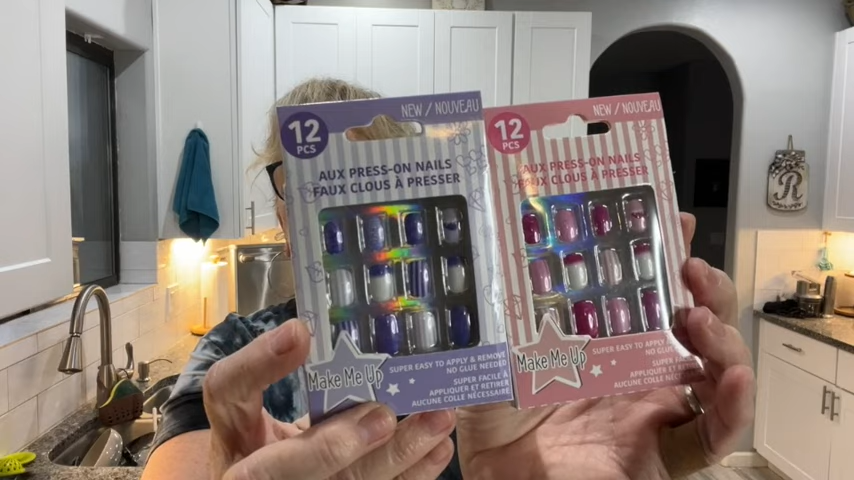 NEW / NOUVEAU
12
PCS
AUX PRESS-ON NAILS
FAUX CLOUS À PRESSER
Make Me Up
SUPER EASY TO APPLY & REMOVE
NO GLUE NEEDED
SUPER FACILE À
APPLIQUER ET RETIRER
AUCUNE COLLE NÉCESSAIRE
NEW / NOUVEAU
12
PCS
AUX PRESS-ON NAILS
FAUX CLOUS À PRESSER
Make Me Up
SUPER EASY TO APPLY &
NO GLUE
SUPER FACILE
APPLIQUER ET RETIRER
AUCUNE COLLE NÉCESSAIRE
R